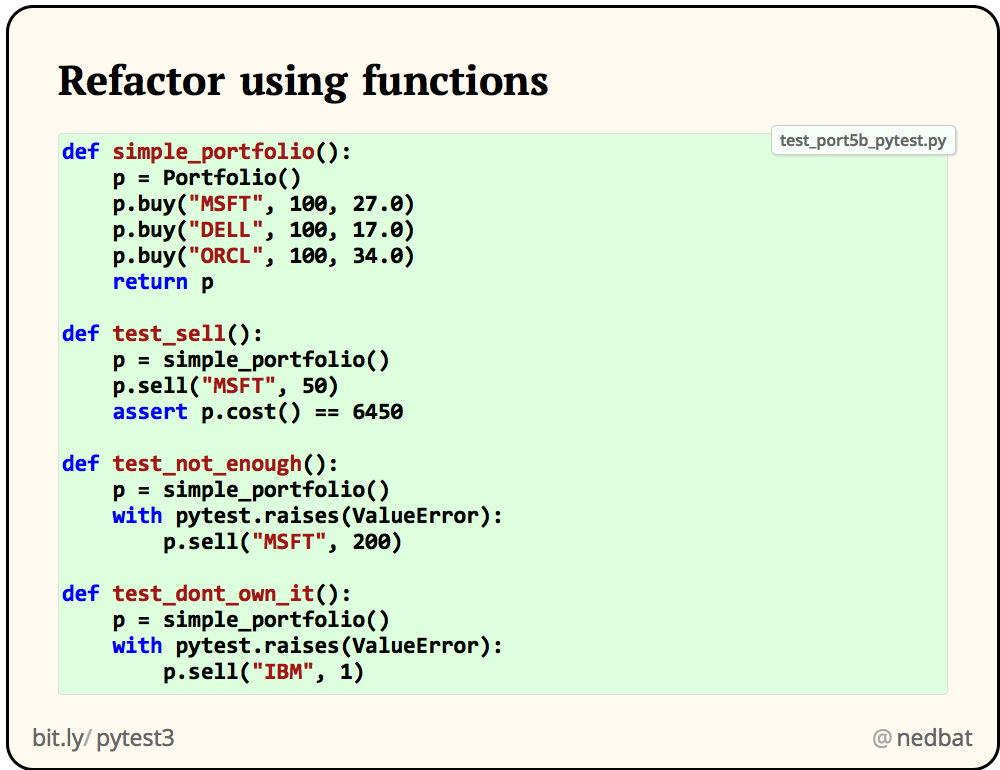 Refactor using functions
test_port5b_pytest.py
def simple_portfolio():
    p = Portfolio()
    p.buy("MSFT", 100, 27.0)
    p.buy("DELL", 100, 17.0)
    p.buy("ORCL", 100, 34.0)
    return p

def test_sell():
    p = simple_portfolio()
    p.sell("MSFT", 50)
    assert p.cost() == 6450

def test_not_enough():
    p = simple_portfolio()
    with pytest.raises(ValueError):
        p.sell("MSFT", 200)

def test_dont_own_it():
    p = simple_portfolio()
    with pytest.raises(ValueError):
        p.sell("IBM", 1)
bit.ly/pytest3
@nedbat